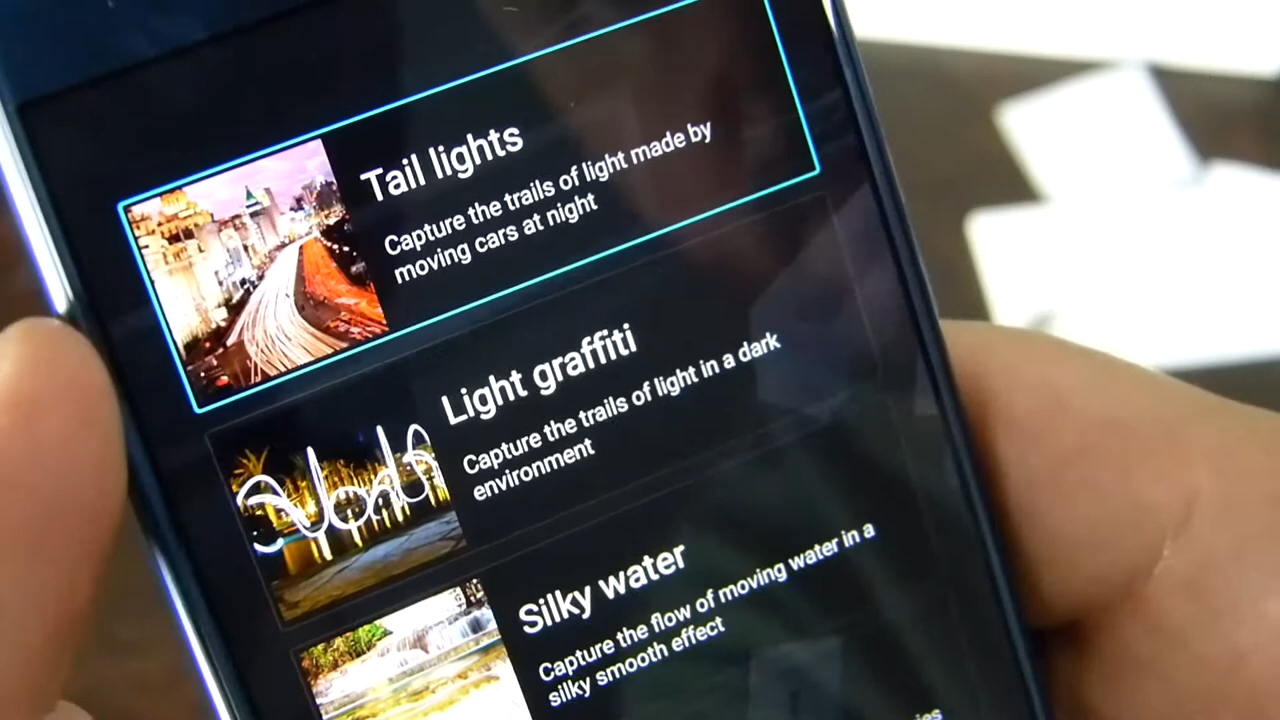 Tail lights
Capture the trails of light made by
moving cars at night
Light graffiti
Capture the trails of light in a dark
environment
Silky water
Capture the flow of moving water in a
silky smooth effect